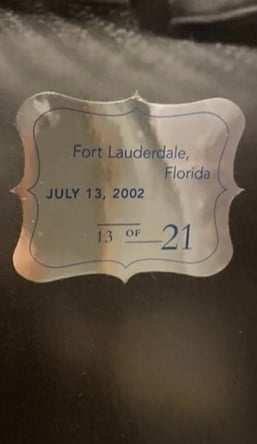 Fort Lauderdale,
Florida
JULY 13, 2002
13 OF 21